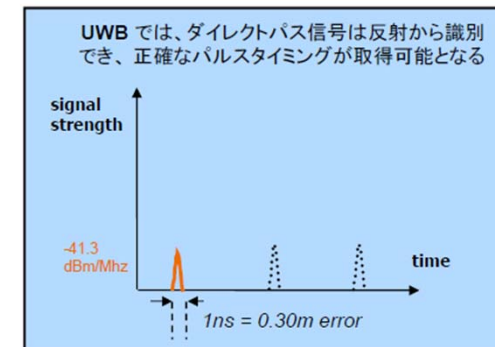 UWB では、ダイレクトパス信号は反射から識別
でき、正確なパルスタイミングが取得可能となる
signal
strength
-41.3
dBm/Mhz
time
1ns = 0.30m error